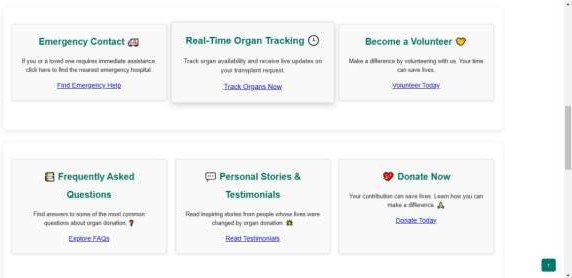 Emergency Contact 🚑
If you or a loved one requires immediate assistance,
click here to find the nearest emergency hospital.
Find Emergency Help
Real-Time Organ Tracking 🕒
Track organ availability and receive live updates on
your transplant request.
Track Organs Now
Become a Volunteer 🧡
Make a difference by volunteering with us. Your time
can save lives.
Volunteer Today
Frequently Asked
Questions
Find answers to some of the most common
questions about organ donation. ❓
Explore FAQs
💬 Personal Stories &
Testimonials
Read inspiring stories from people whose lives were
changed by organ donation.
Read Testimonials
Donate Now
Your contribution can save lives. Learn how you can
make a difference. 🙏
Donate Today
↑